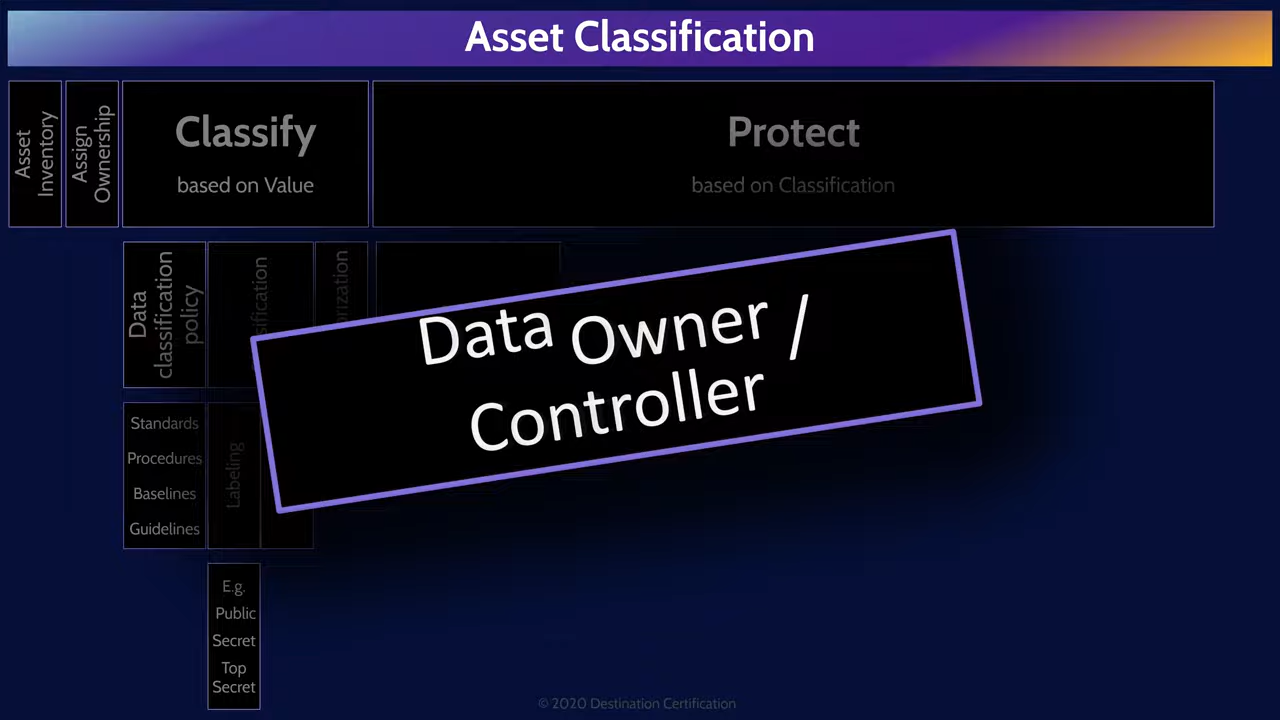 Asset Classification
Asset
Inventory
Assign
Ownership
Classify
based on Value
Protect
based on Classification
Data
classification
policy
Data Owner /
Controller
Standards
Procedures
Baselines
Guidelines
Labeling
E.g.
Public
Secret
Top
Secret
© 2020 Destination Certification